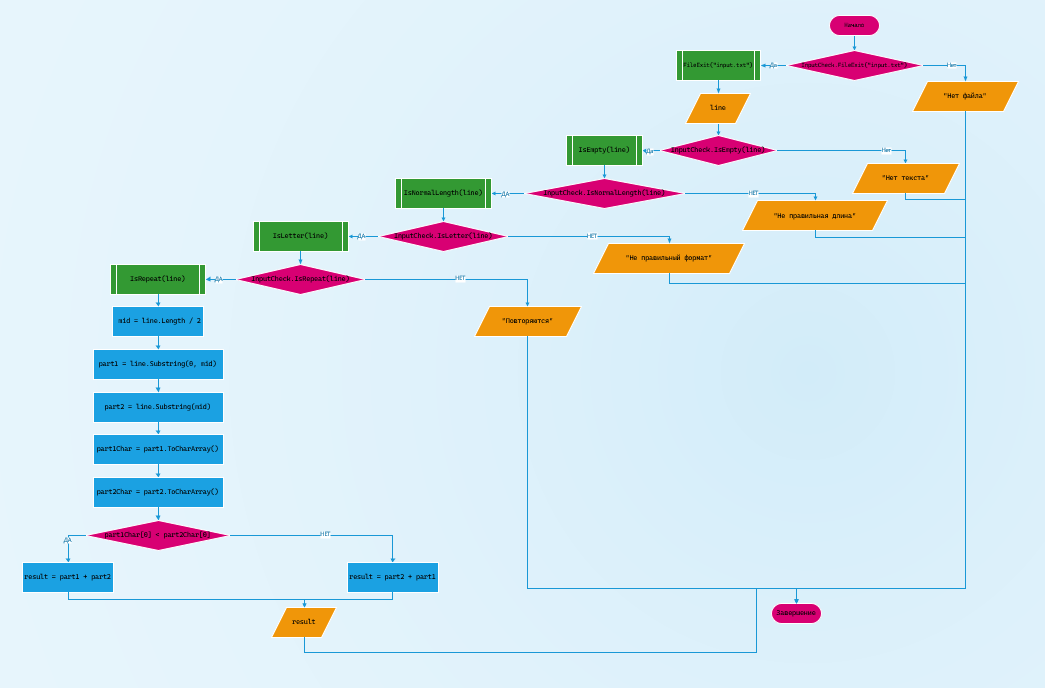 Начало
FileExit("input.txt")
Да
InputCheck.FileExit("input.txt")
Нет
"Нет файла"
line
IsEmpty(line)
Да
InputCheck.IsEmpty(line)
Нет
"Нет текста"
IsNormalLength(line)
ДА
InputCheck.IsNormalLength(line)
НЕТ
"Не правильная длина"
IsLetter(line)
ДА
InputCheck.IsLetter(line)
НЕТ
"Не правильный формат"
IsRepeat(line)
ДА
InputCheck.IsRepeat(line)
НЕТ
"Повторяется"
mid = line.Length / 2
part1 = line.Substring(0, mid)
part2 = line.Substring(mid)
part1Char = part1.ToCharArray()
part2Char = part2.ToCharArray()
part1Char(0) < part2Char(0)
ДА
НЕТ
result = part1 + part2
result = part2 + part1
result
Завершение